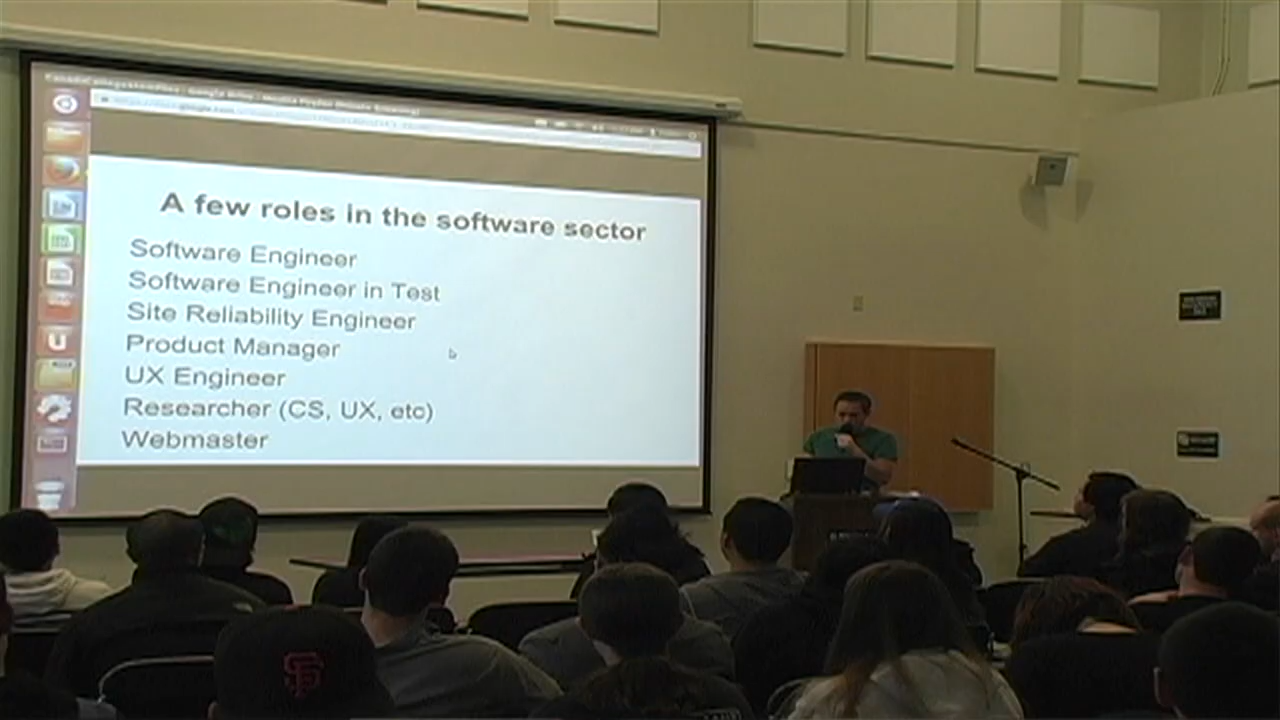 A few roles in the software sector
Software Engineer
Software Engineer in Test
Site Reliability Engineer
Product Manager
UX Engineer
Researcher (CS, UX, etc)
Webmaster
U
SF